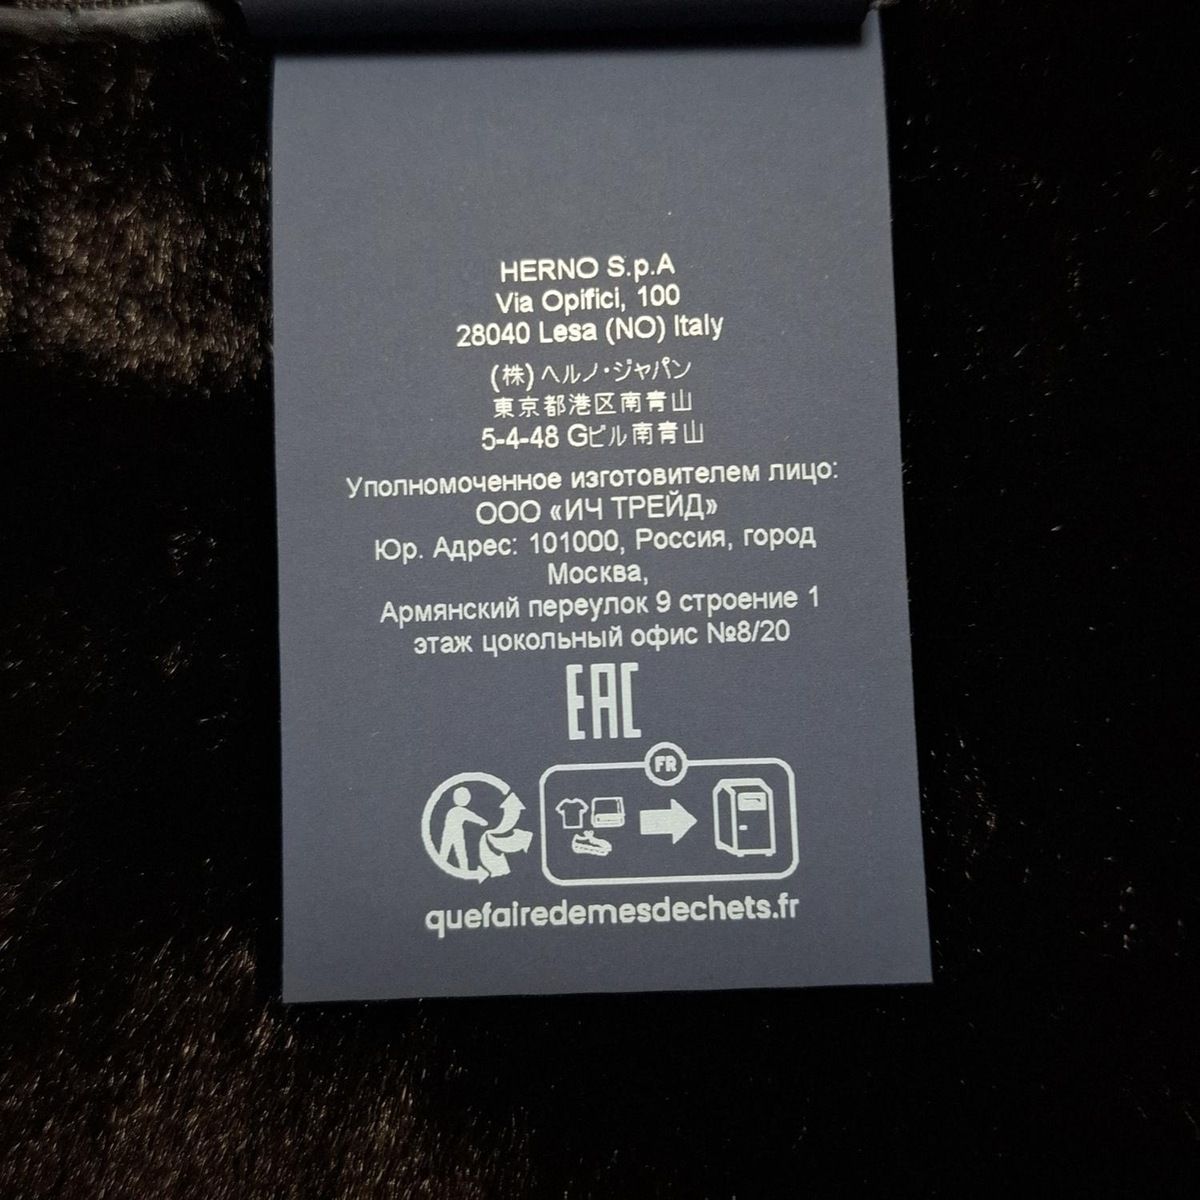 HERNO S.p.A
Via Opifici, 100
28040 Lesa (NO) Italy
(株)ヘルノ・ジャパン
東京都港区南青山
5-4-48 Gビル南青山
Уполномоченное изготовителем лицо:
ООО «ИЧ ТРЕЙД»
Юр. Адрес: 101000, Россия, город
Москва,
Армянский переулок 9 строение 1
этаж цокольный офис №8/20
EAC
FR
quefairedemesdechets.fr